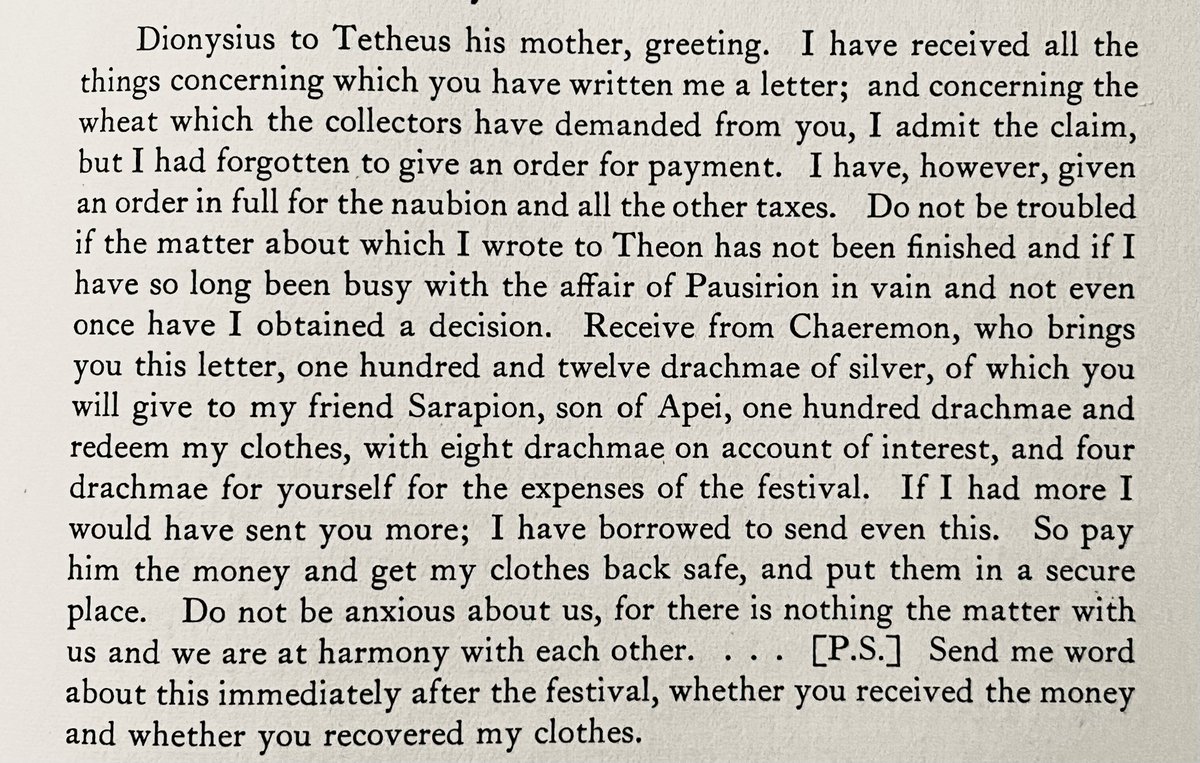 Dionysius to Tetheus his mother, greeting. I have received all the
things concerning which you have written me a letter; and concerning the
wheat which the collectors have demanded from you, I admit the claim,
but I had forgotten to give an order for payment. I have, however, given
an order in full for the naubion and all the other taxes. Do not be troubled
if the matter about which I wrote to Theon has not been finished and if I
have so long been busy with the affair of Pausirion in vain and not even
once have I obtained a decision. Receive from Chaeremon, who brings
you this letter, one hundred and twelve drachmae of silver, of which you
will give to my friend Sarapion, son of Apei, one hundred drachmae and
redeem my clothes, with eight drachmae on account of interest, and four
drachmae for yourself for the expenses of the festival. If I had more I
would have sent you more; I have borrowed to send even this. So pay
him the money and get my clothes back safe, and put them in a secure
place. Do not be anxious about us, for there is nothing the matter with
us and we are at harmony with each other. . . . . [P.S.] Send me word
about this immediately after the festival, whether you received the money
and whether you recovered my clothes.